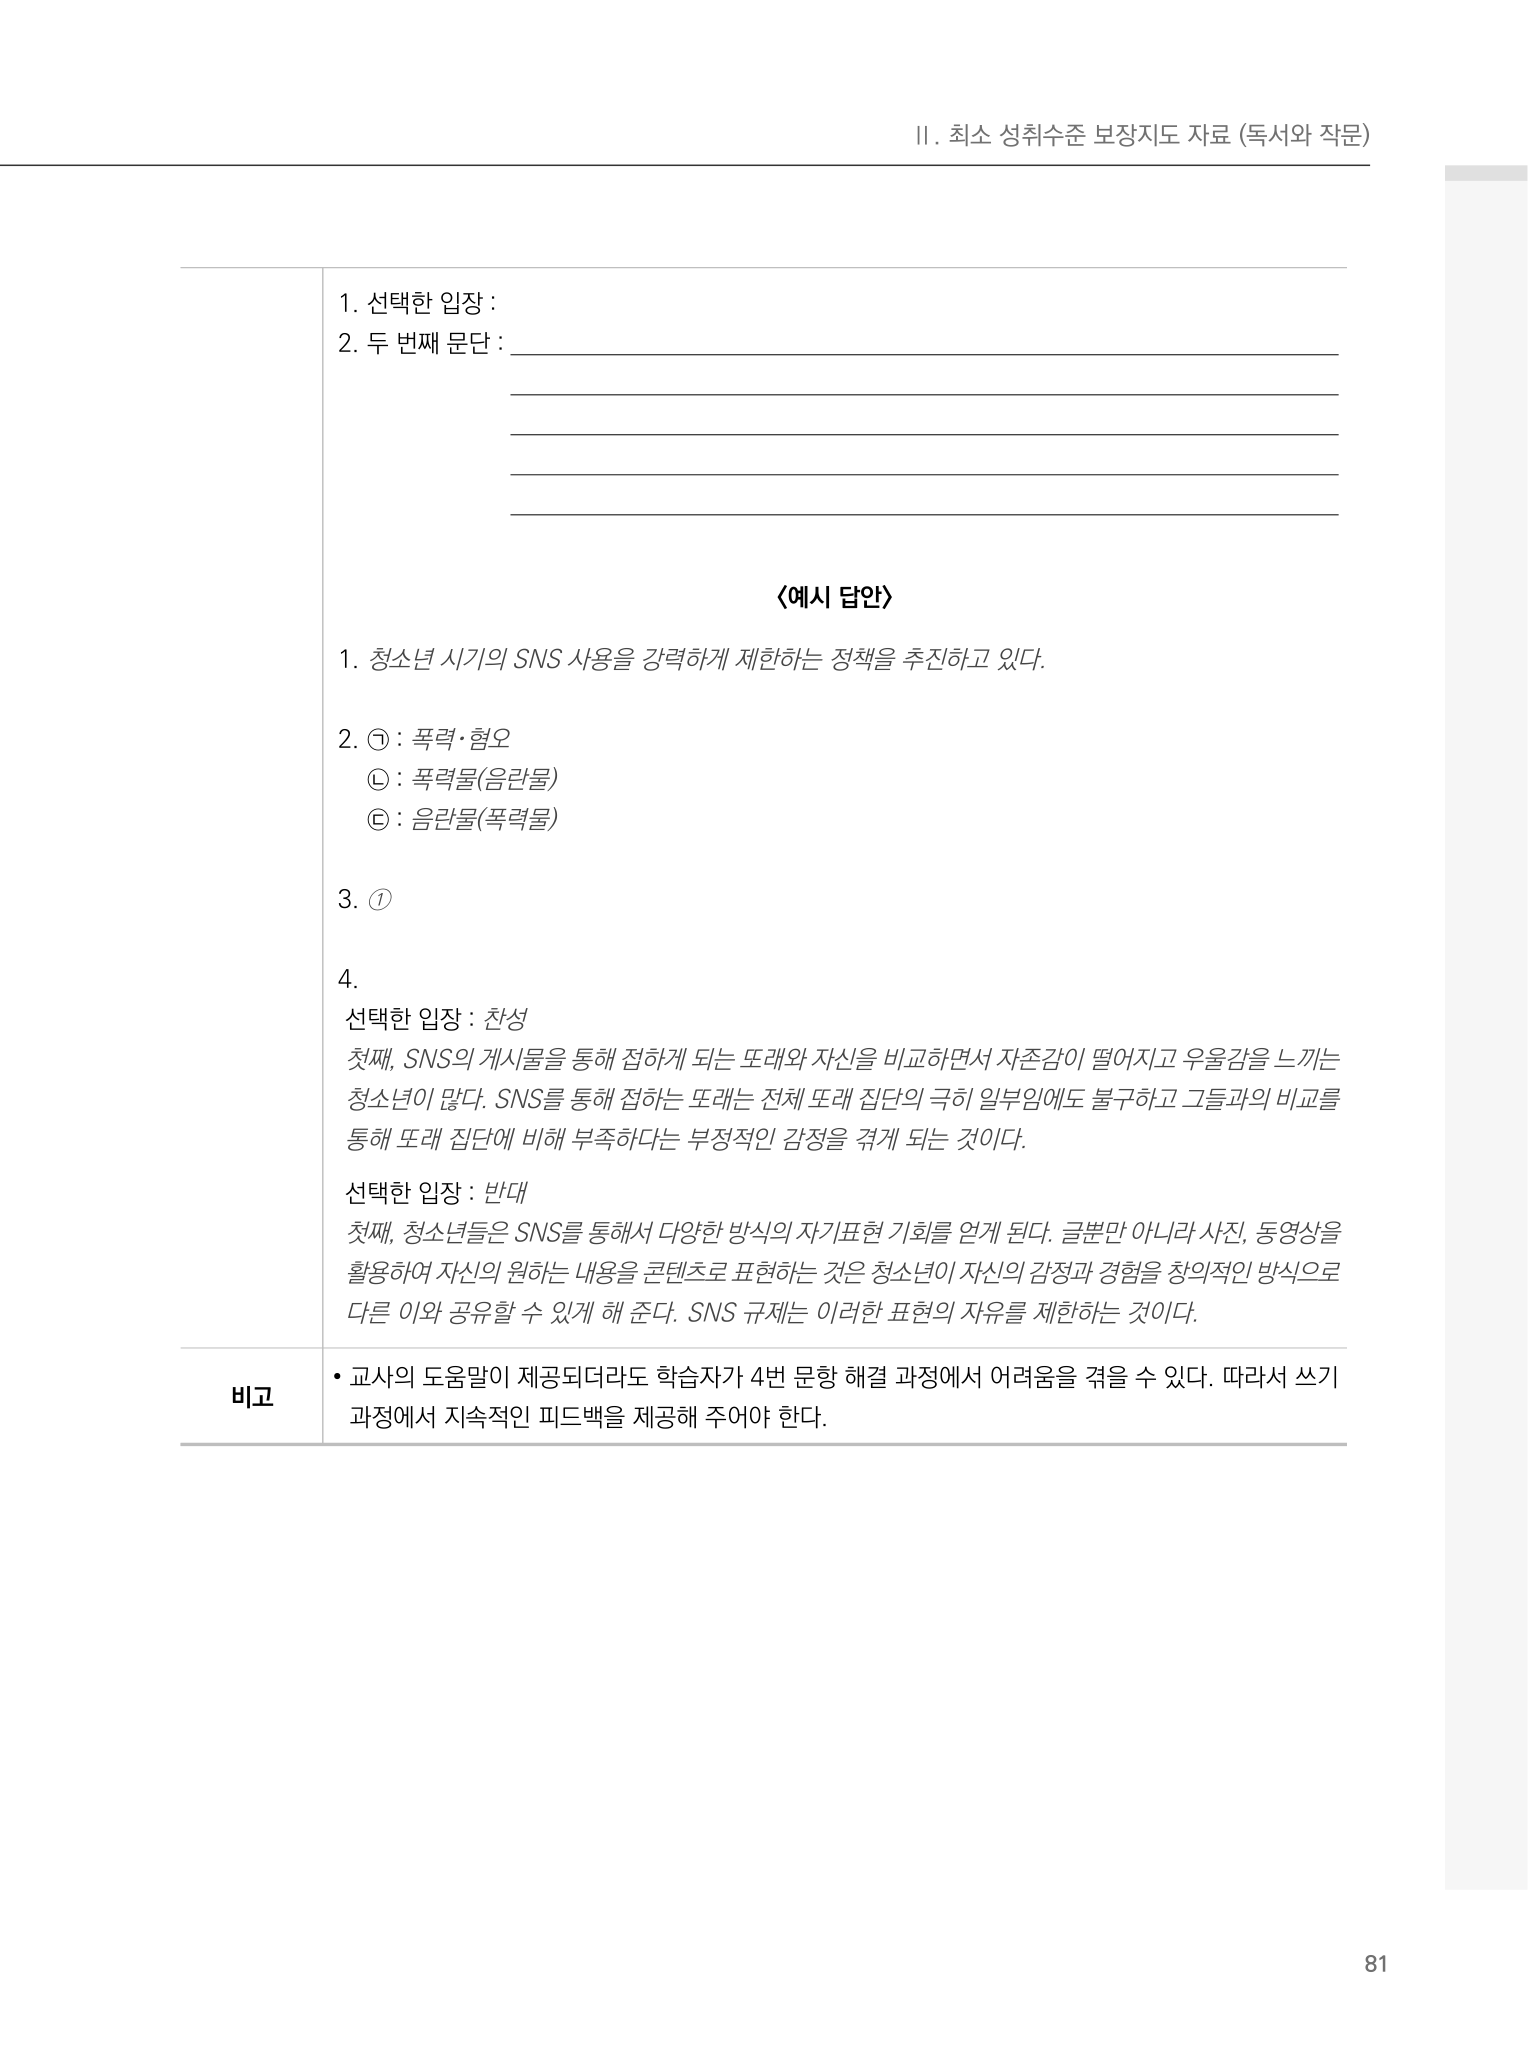 Ⅱ. 최소 성취수준 보장지도 자료 (독서와 작문)
1. 선택한 입장 :
2. 두 번째 문단 :
<예시 답안>
1. 청소년 시기의 SNS 사용을 강력하게 제한하는 정책을 추진하고 있다.
2. ㉠ : 폭력·혐오
㉡ : 폭력물(음란물)
㉢ : 음란물(폭력물)
3. ①
4.
선택한 입장 : 찬성
첫째, SNS의 게시물을 통해 접하게 되는 또래와 자신을 비교하면서 자존감이 떨어지고 우울감을 느끼는
청소년이 많다. SNS를 통해 접하는 또래는 전체 또래 집단의 극히 일부임에도 불구하고 그들과의 비교를
통해 또래 집단에 비해 부족하다는 부정적인 감정을 겪게 되는 것이다.
선택한 입장 : 반대
첫째, 청소년들은 SNS를 통해서 다양한 방식의 자기표현 기회를 얻게 된다. 글뿐만 아니라 사진, 동영상을
활용하여 자신의 원하는 내용을 콘텐츠로 표현하는 것은 청소년이 자신의 감정과 경험을 창의적인 방식으로
다른 이와 공유할 수 있게 해 준다. SNS 규제는 이러한 표현의 자유를 제한하는 것이다.
비고
• 교사의 도움말이 제공되더라도 학습자가 4번 문항 해결 과정에서 어려움을 겪을 수 있다. 따라서 쓰기
과정에서 지속적인 피드백을 제공해 주어야 한다.
81